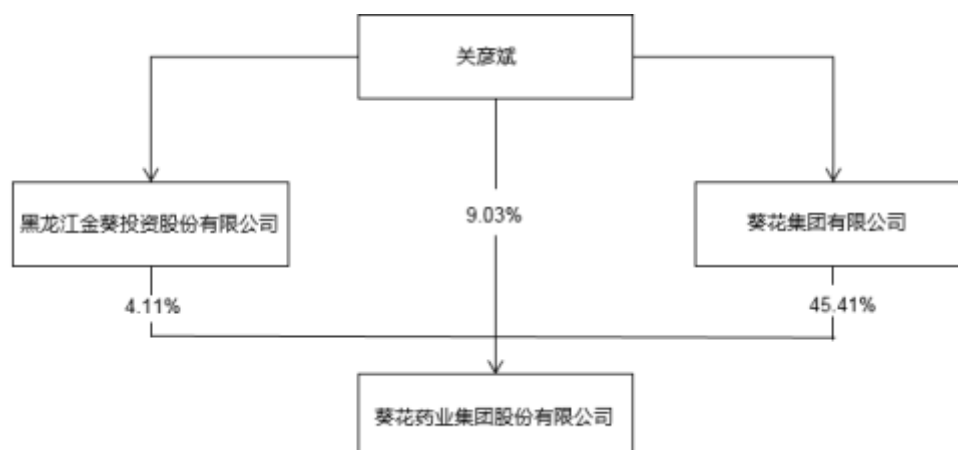 关彦斌
黑龙江金葵投资股份有限公司
9.03%
葵花集团有限公司
4.11%
45.41%
葵花药业集团股份有限公司